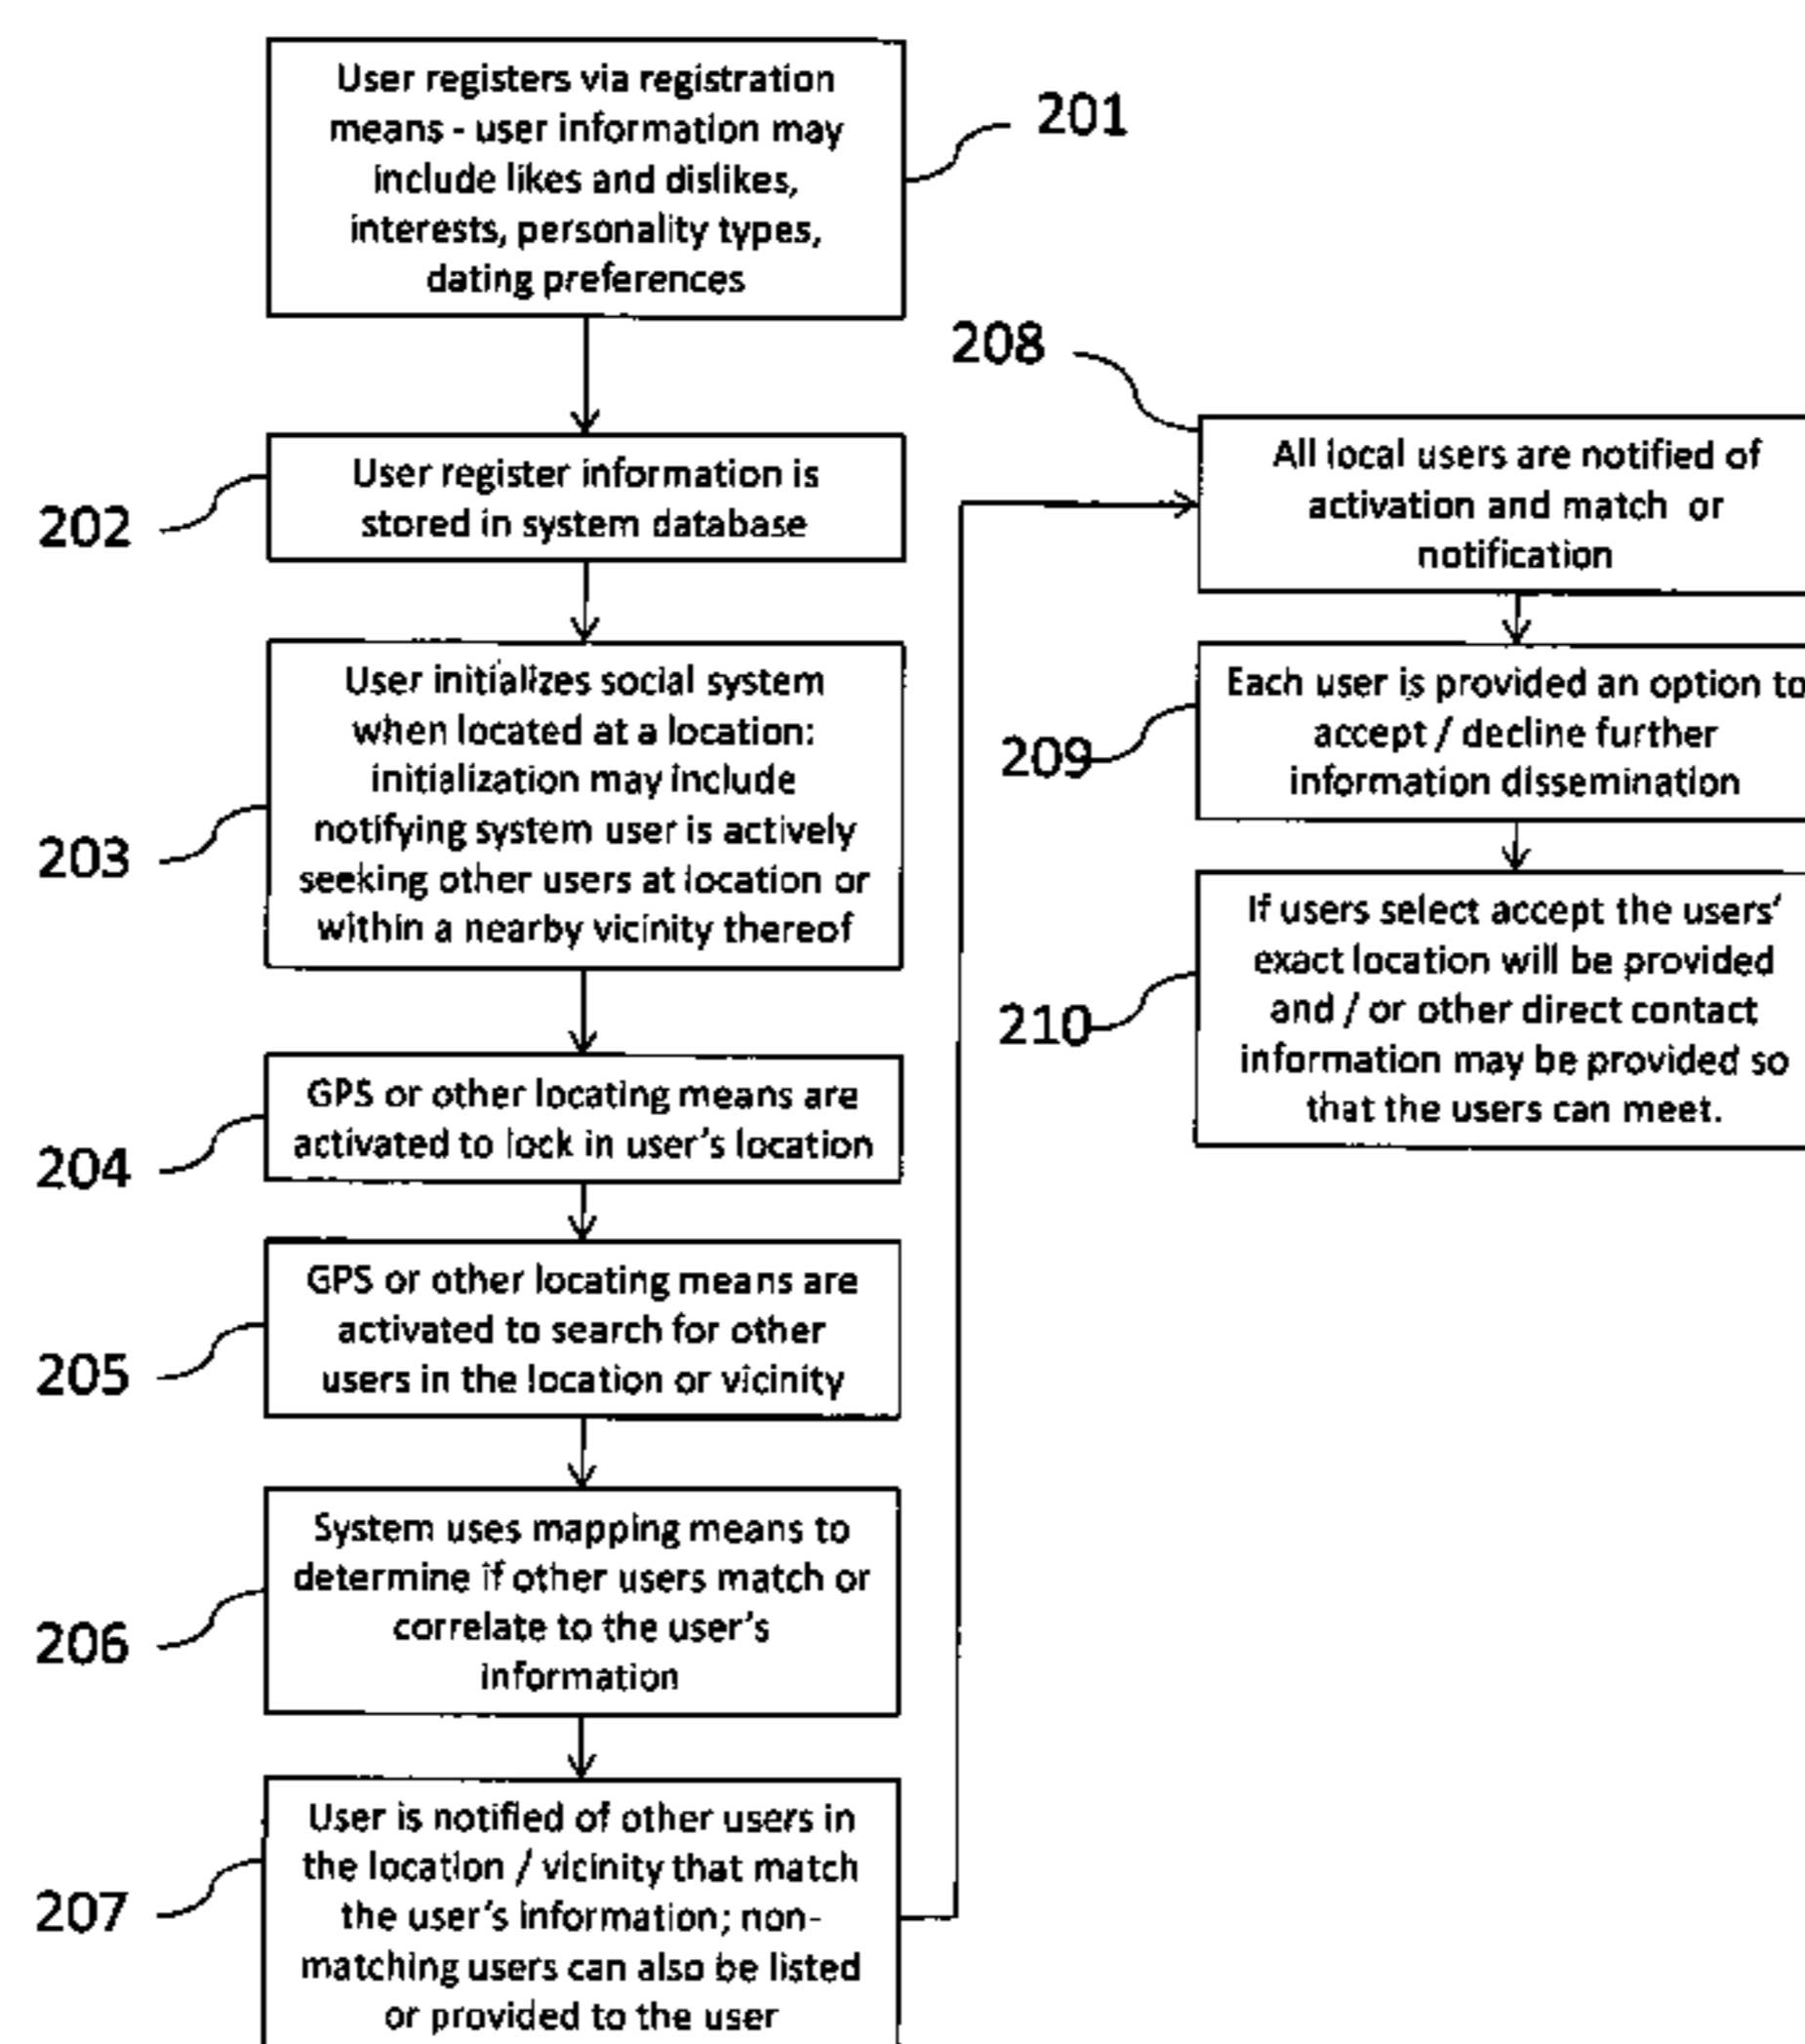 User registers via registration
means - user information may
include likes and dislikes,
interests, personality types,
dating preferences
201
User register information is
stored in system database
202
User initializes social system
when located at a location:
initialization may include
notifying system user is actively
seeking other users at location or
within a nearby vicinity thereof
203
GPS or other locating means are
activated to lock in user's location
204
GPS or other locating means are
activated to search for other
users in the location or vicinity
205
System uses mapping means to
determine if other users match or
correlate to the user's
information
206
User is notified of other users in
the location / vicinity that match
the user's information; non-
matching users can also be listed
or provided to the user
207
208
All local users are notified of
activation and match or
notification
Each user is provided an option to
accept / decline further
information dissemination
209
If users select accept the users'
exact location will be provided
and / or other direct contact
information may be provided so
that the users can meet.
210